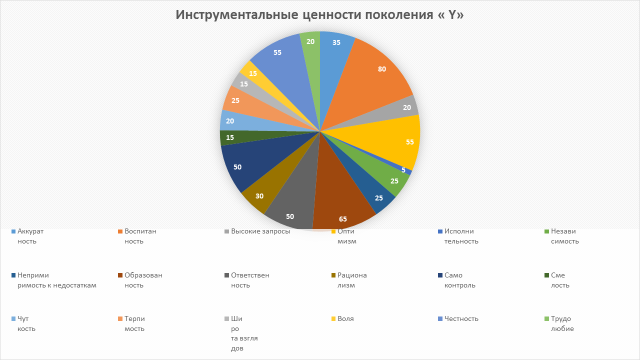 Инструментальные ценности поколения « Y»
20
35
55
80
15
15
20
25
20
55
15
5
25
50
25
30
50
65
Аккурат
ность
Воспитан
ность
Высокие запросы
Опти
мизм
Исполни
тельность
Незави
симость
Неприми
римость к недостаткам
Образован
ность
Ответствен
ность
Рациона
лизм
Само
контроль
Сме
лость
Чут
кость
Терпи
мость
Ши
ро
та взгля
дов
Воля
Честность
Трудо
любие